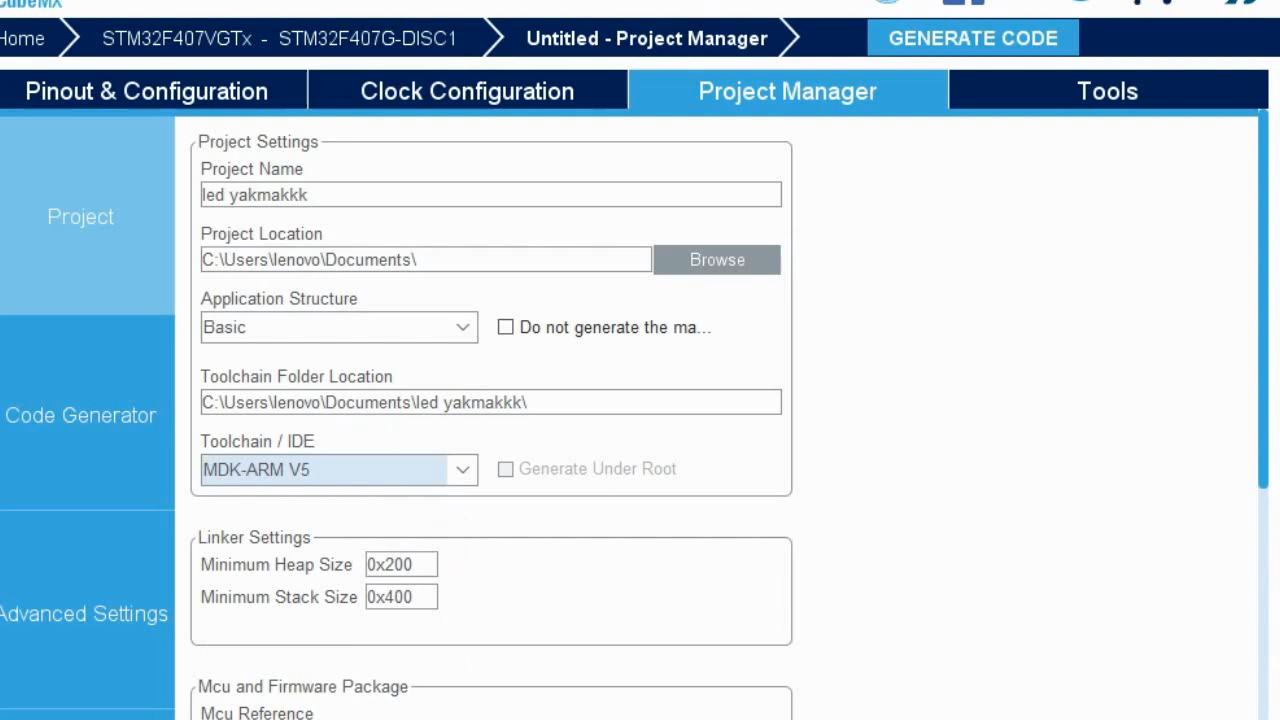 CubeMX
Home STM32F407VGTx - STM32F407G-DISC1 Untitled - Project Manager GENERATE CODE
Pinout & Configuration Clock Configuration Project Manager Tools
Project
Code Generator
Advanced Settings
Project Settings
Project Name
led yakmakkk
Project Location
C:\Users\lenovo\Documents\ Browse
Application Structure
Basic Do not generate the ma...
Toolchain Folder Location
C:\Users\lenovo\Documents\led yakmakkk\
Toolchain / IDE
MDK-ARM V5 Generate Under Root
Linker Settings
Minimum Heap Size 0x200
Minimum Stack Size 0x400
Mcu and Firmware Package
Mcu Reference